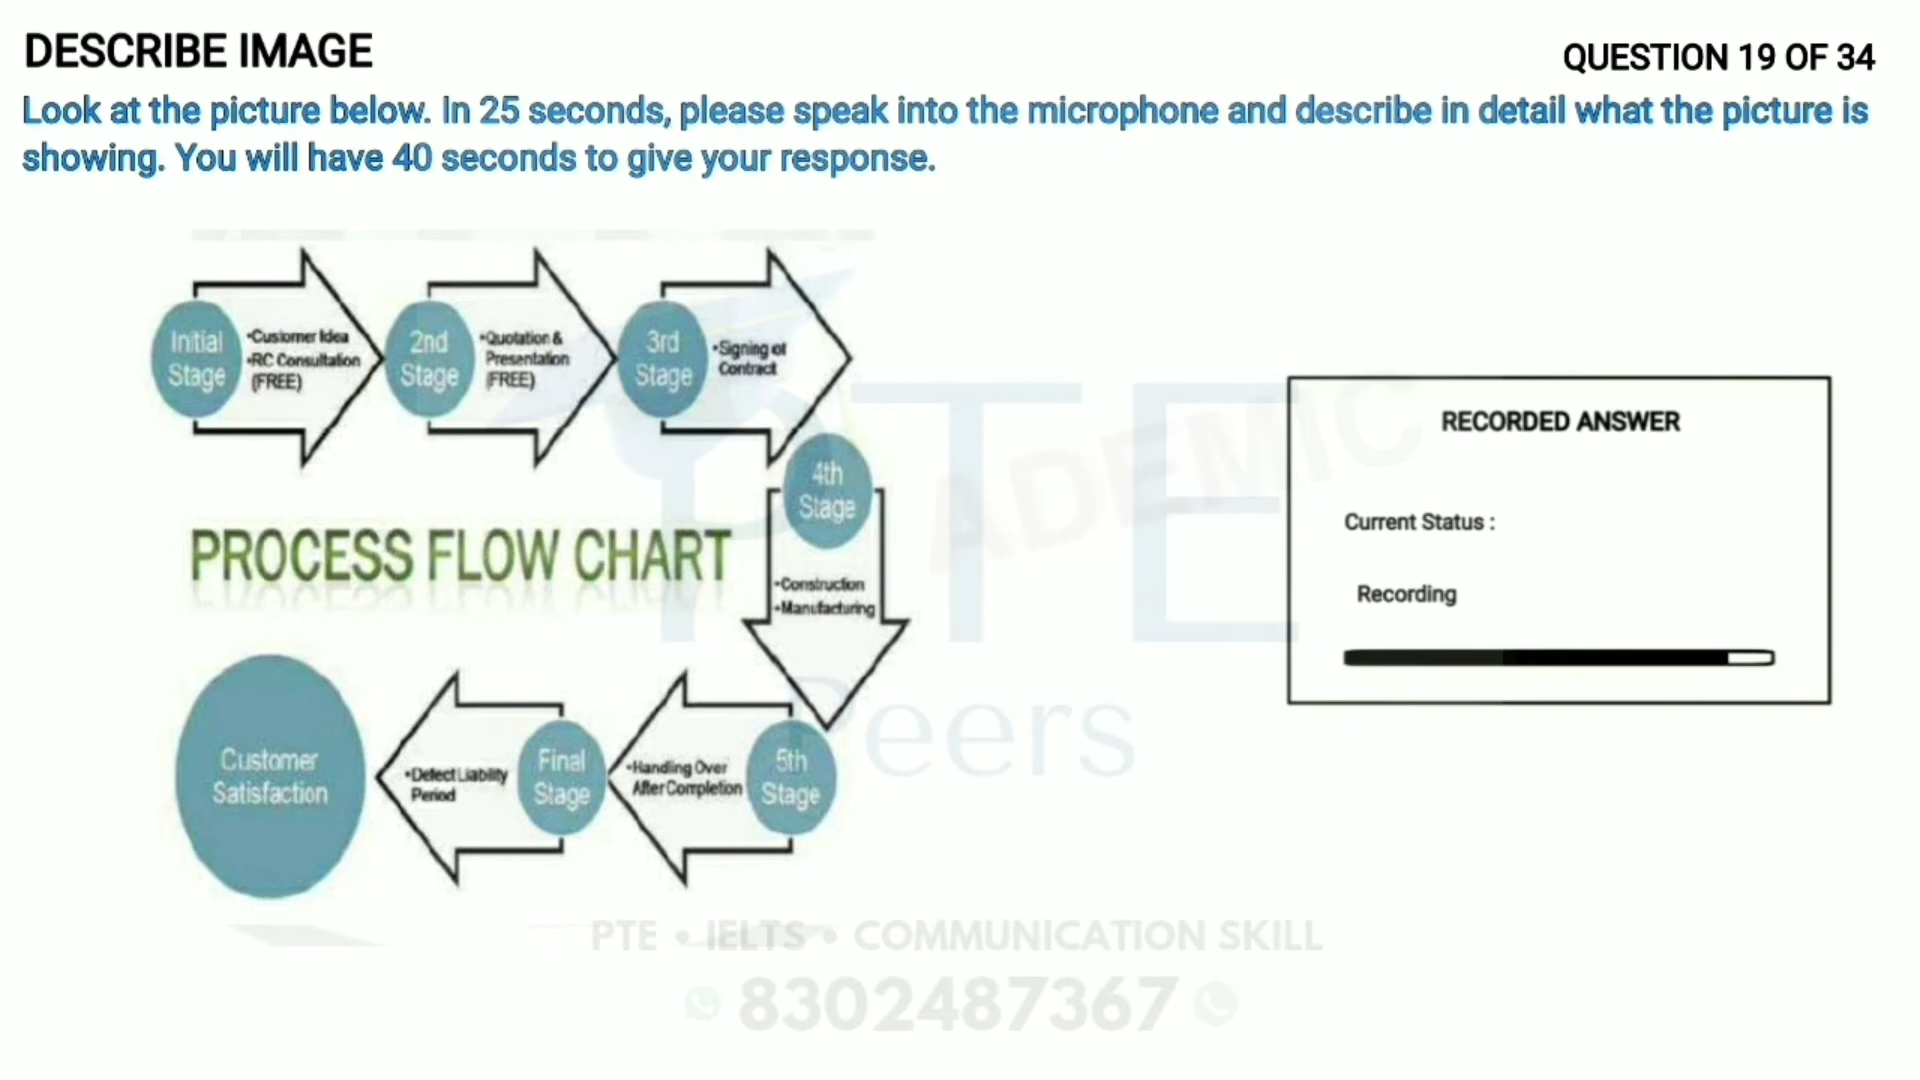 DESCRIBE IMAGE
QUESTION 19 OF 34
Look at the picture below. In 25 seconds, please speak into the microphone and describe in detail what the picture is
showing. You will have 40 seconds to give your response.
Initial
Stage
•Customer Idea
•RC Consultation
(FREE)
2nd
Stage
•Quotation &
Presentation
(FREE)
3rd
Stage
•Signing of
Contract
4th
Stage
•Construction
•Manufacturing
PROCESS FLOW CHART
5th
Stage
•Handing Over
After Completion
Final
Stage
•Defect Liability
Period
Customer
Satisfaction
RECORDED ANSWER
Current Status :
Recording
PTE
ADEMIC
Peers
PTE • IELTS • COMMUNICATION SKILL
8302487367